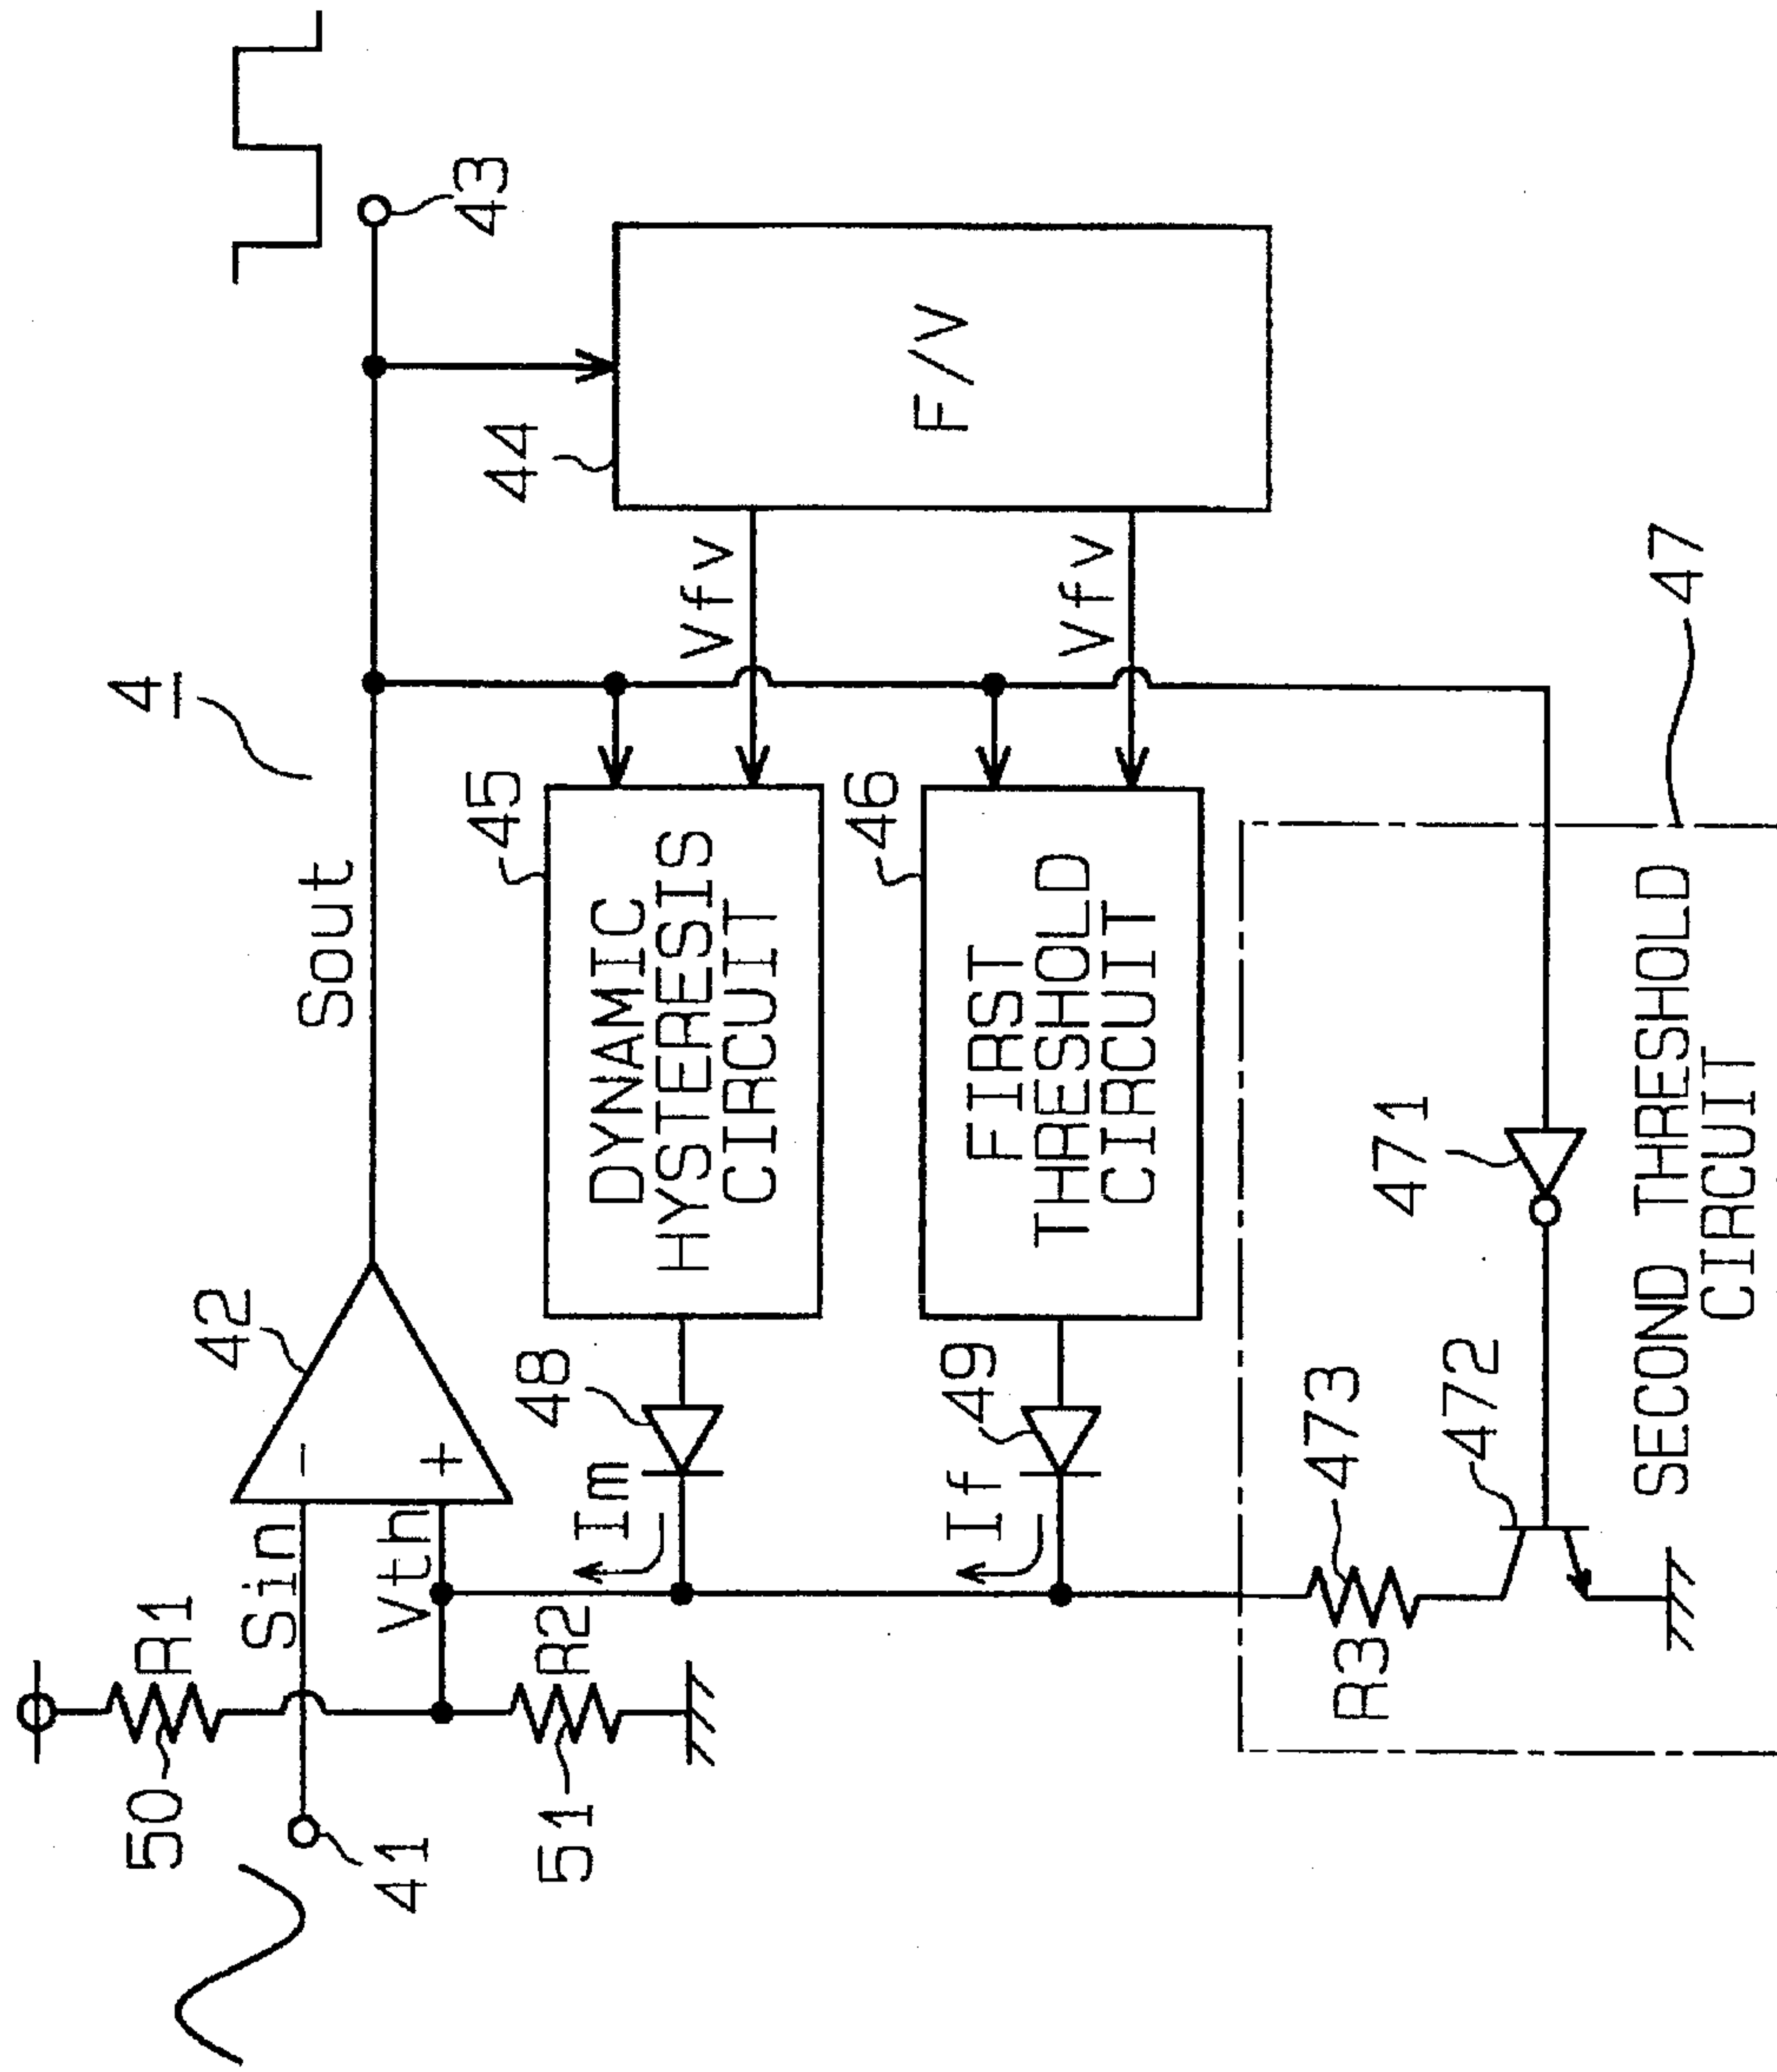 4
50
R1
41
Sin
Vth
42
-
+
Sout
43
51
R2
44
F/V
Vfv
Vfv
45
DYNAMIC
HYSTERESIS
CIRCUIT
48
Im
46
FIRST
THRESHOLD
CIRCUIT
49
If
47
R3
473
472
471
SECOND THRESHOLD
CIRCUIT